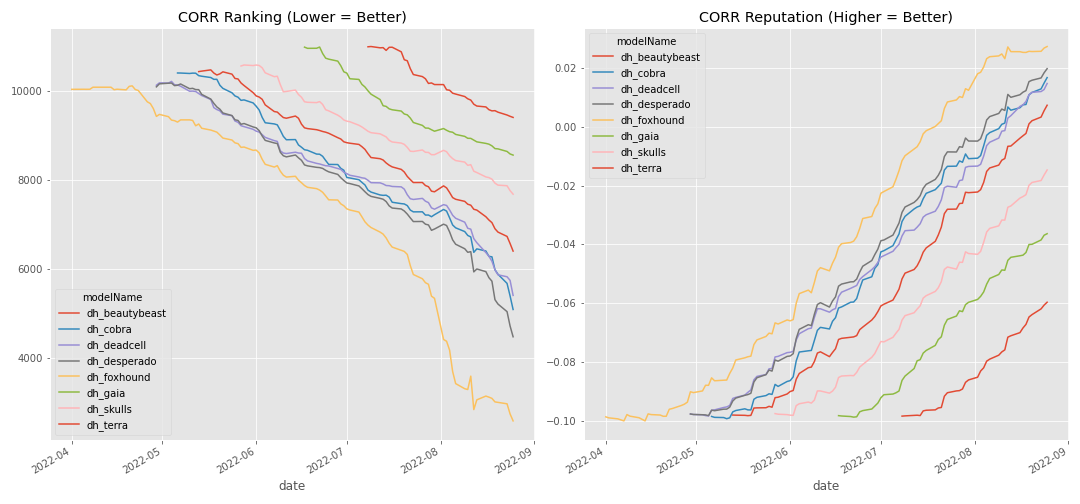 CORR Ranking (Lower = Better)
10000
8000
6000
4000
modelName
dh_beautybeast
dh_cobra
dh_deadcell
dh_desperado
dh_foxhound
dh_gaia
dh_skulls
dh_terra
2022-04
2022-05
2022-06
2022-07
2022-08
2022-09
date
CORR Reputation (Higher = Better)
0.02
0.00
−0.02
−0.04
−0.06
−0.08
−0.10
modelName
dh_beautybeast
dh_cobra
dh_deadcell
dh_desperado
dh_foxhound
dh_gaia
dh_skulls
dh_terra
2022-04
2022-05
2022-06
2022-07
2022-08
2022-09
date